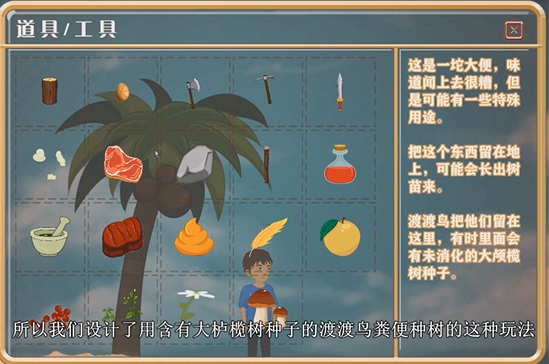 道具/工具
这是一坨大便，味
道闻上去很糟，但
是可能有一些特殊
用途。
把这个东西留在地
上，可能会长出树
苗来。
渡渡鸟把他们留在
这里，有时里面会
有未消化的大颅榄
树种子。
所以我们设计了用含有大栌榄树种子的渡渡鸟粪便种树的这种玩法